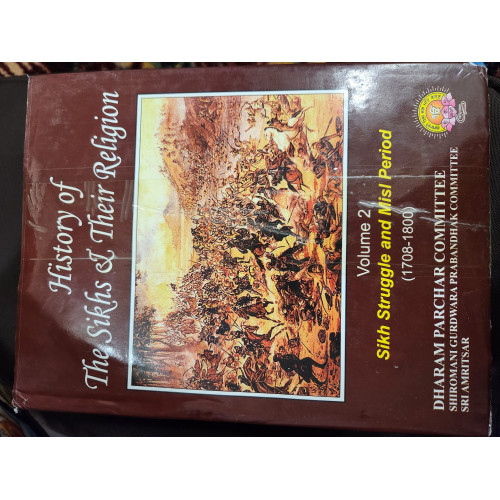 History of
The Sikhs & Their Religion
Volume 2
Sikh Struggle and Misl Period
(1708-1800)
DHARAM PARCHAR COMMITTEE
SHIROMANI GURDWARA PRABANDHAK COMMITTEE
SRI AMRITSAR